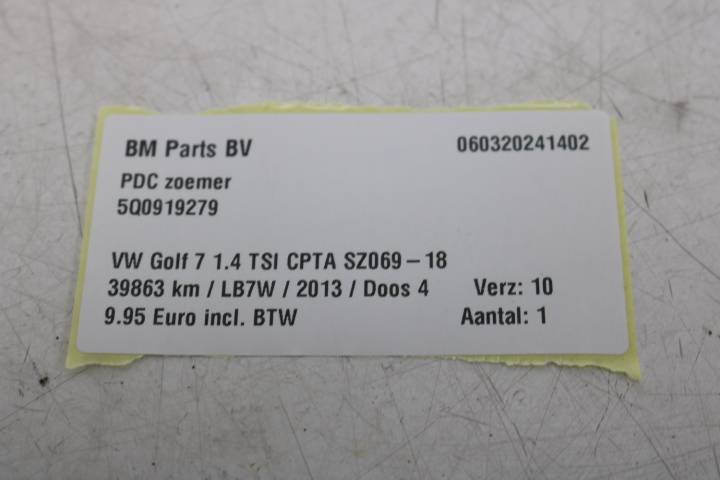 BM Parts BV 060320241402
PDC zoemer
5Q0919279
VW Golf 7 1.4 TSI CPTA SZ069-18
39863 km / LB7W / 2013 / Doos 4 Verz: 10
9.95 Euro incl. BTW Aantal: 1